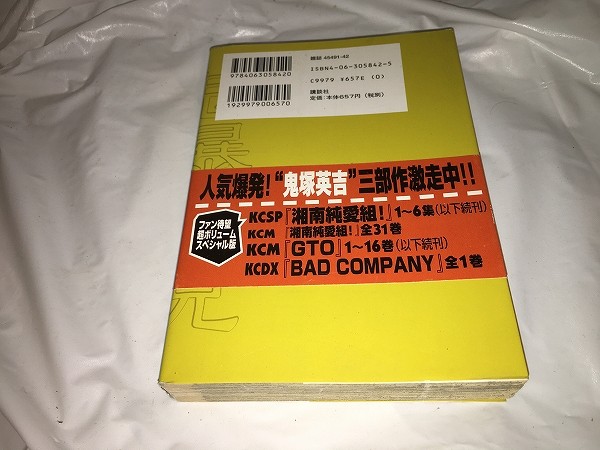 雑誌 45491-42
ISBN4-06-305842-5
C9979 ¥657E (0)
講談社
定価:本体657円 (税別)
9784063058420
1929979006570
人気爆発!“鬼塚英吉”三部作激走中!!
ファン待望
超ボリューム
スペシャル版
KCSP『湘南純愛組!』1〜6集(以下続刊)
KCM『湘南純愛組!』全31巻
KCM『GTO』1〜16巻(以下続刊)
KCDX『BAD COMPANY』全1巻
元